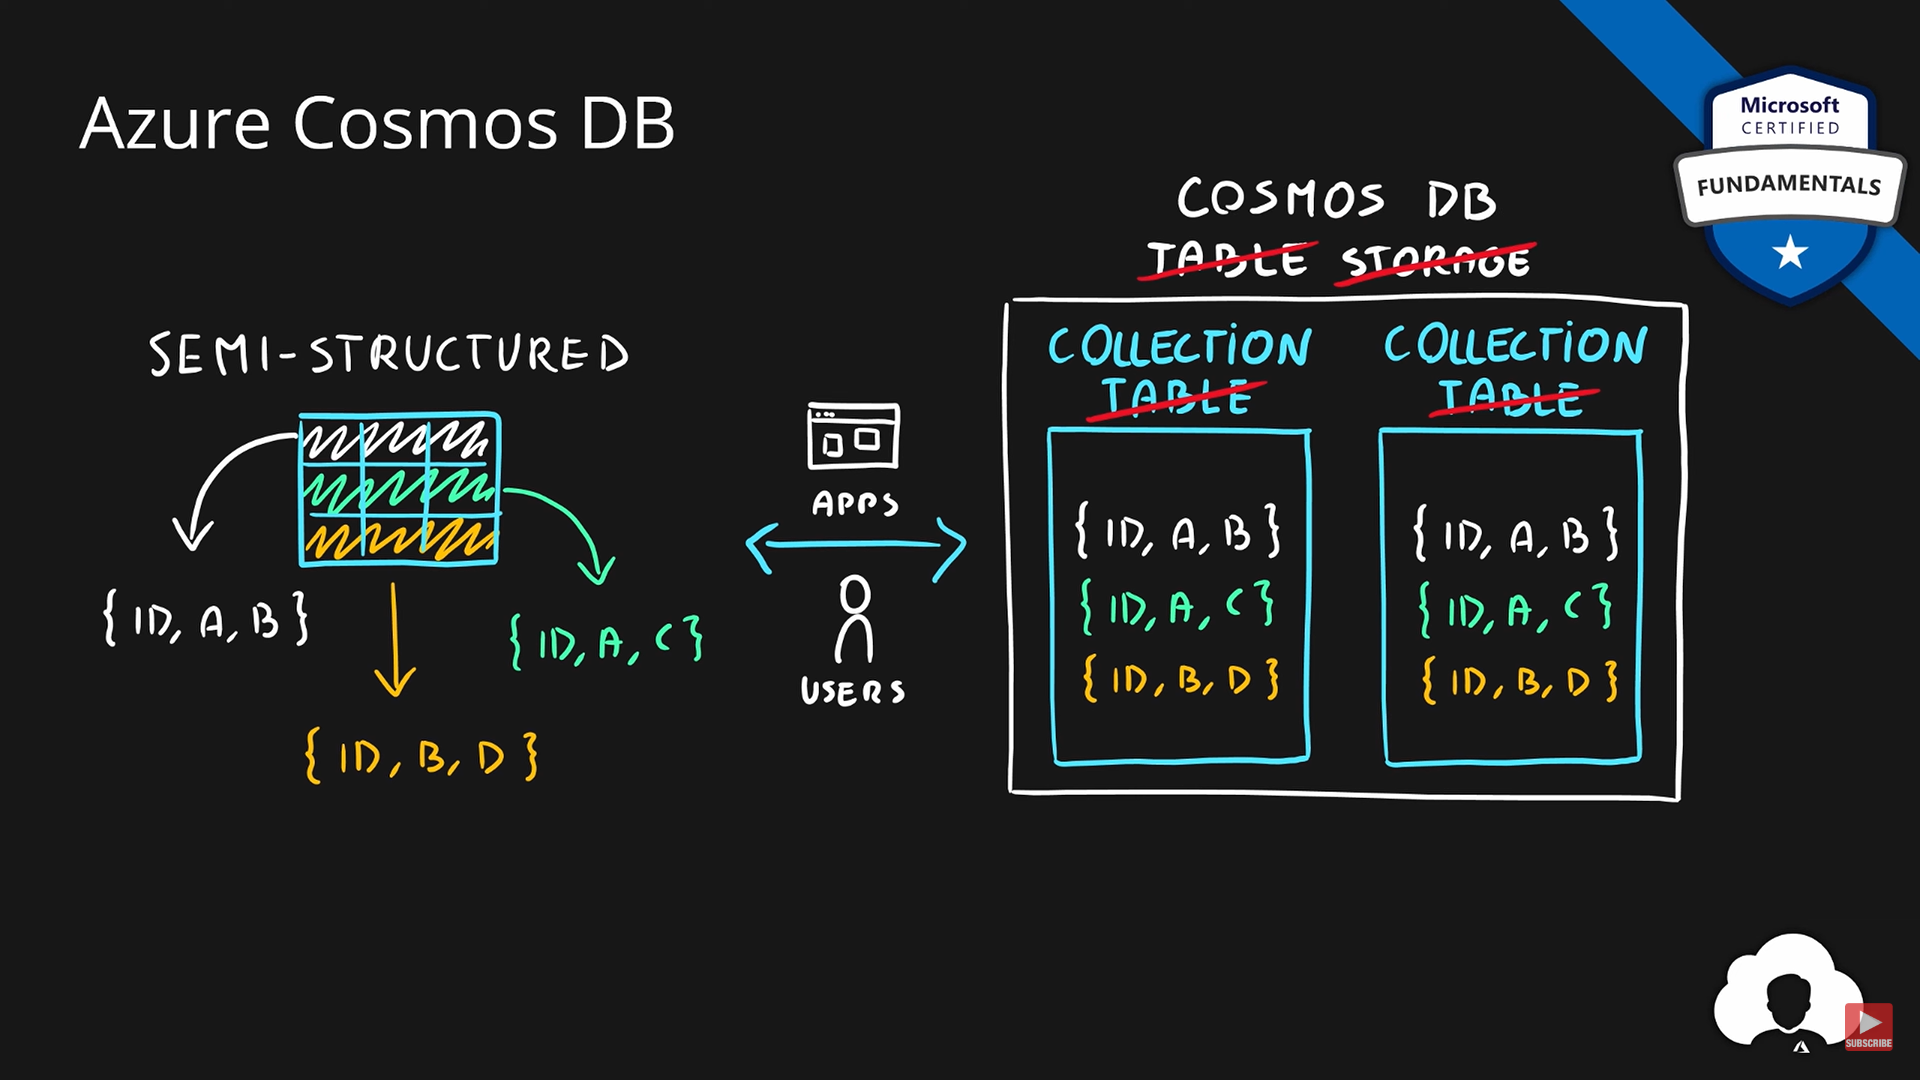 Azure Cosmos DB
Microsoft
CERTIFIED
FUNDAMENTALS
COSMOS DB
TABLE STORAGE
SEMI-STRUCTURED
{ ID, A, B }
{ ID, A, C }
{ ID, B, D }
APPS
USERS
COLLECTiON
TABLE
{ ID, A, B }
{ ID, A, C }
{ ID, B, D }
COLLECTiON
TABLE
{ ID, A, B }
{ ID, A, C }
{ ID, B, D }
SUBSCRIBE